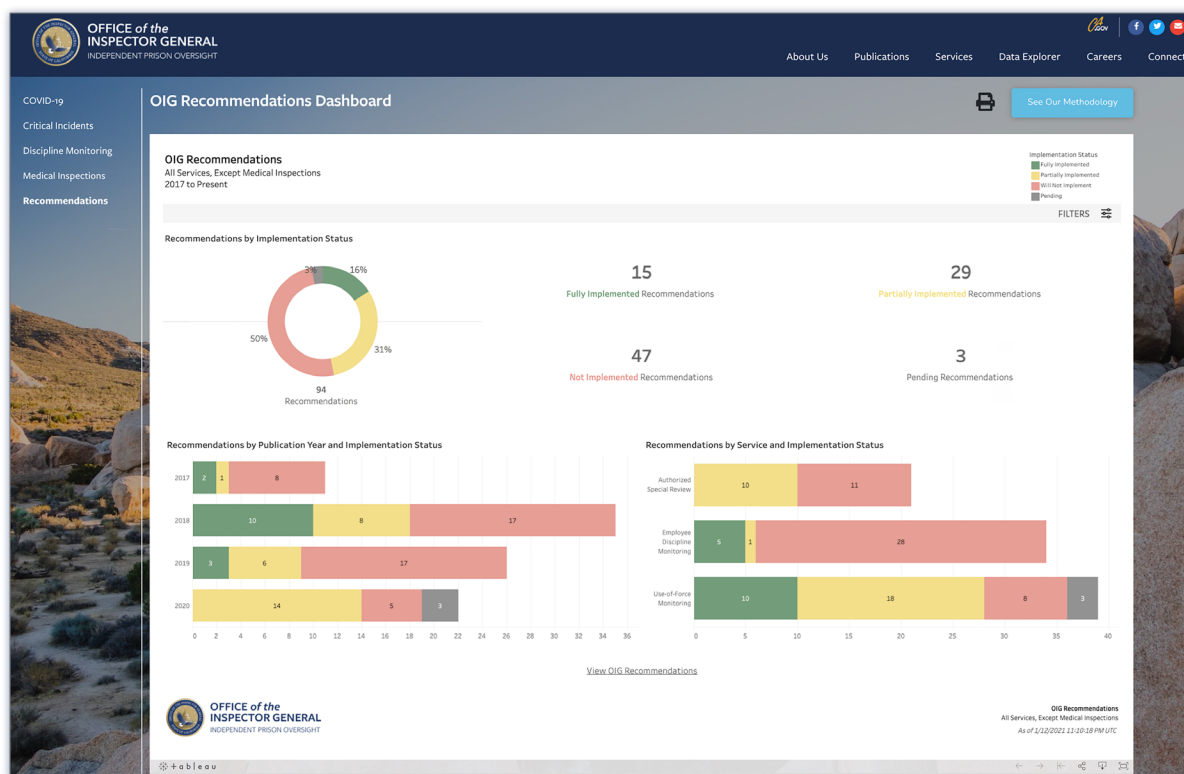 OFFICE of the
INSPECTOR GENERAL
INDEPENDENT PRISON OVERSIGHT
CA.GOV
About Us
Publications
Services
Data Explorer
Careers
Connect
COVID-19
Critical Incidents
Discipline Monitoring
Medical Inspections
Recommendations
OIG Recommendations Dashboard
See Our Methodology
OIG Recommendations
All Services, Except Medical Inspections
2017 to Present
Implementation Status
Fully Implemented
Partially Implemented
Will Not Implement
Pending
FILTERS
Recommendations by Implementation Status
3%
16%
50%
31%
94
Recommendations
15
Fully Implemented Recommendations
29
Partially Implemented Recommendations
47
Not Implemented Recommendations
3
Pending Recommendations
Recommendations by Publication Year and Implementation Status
2017 2 1 8
2018 10 8 17
2019 3 6 17
2020 14 5 3
0 2 4 6 8 10 12 14 16 18 20 22 24 26 28 30 32 34 36
Recommendations by Service and Implementation Status
Authorized
Special Review
10 11
Employee
Discipline
Monitoring
5 1 28
Use-of-Force
Monitoring
10 18 8 3
0 5 10 15 20 25 30 35 40
View OIG Recommendations
OFFICE of the
INSPECTOR GENERAL
INDEPENDENT PRISON OVERSIGHT
OIG Recommendations
All Services, Except Medical Inspections
As of 1/12/2021 11:10:18 PM UTC
+ a b | e a u